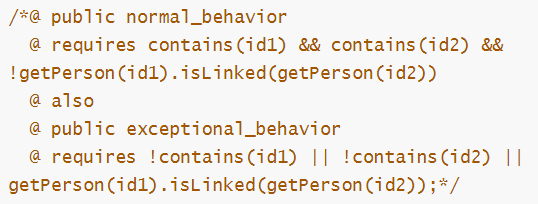 /*@ public normal_behavior
@ requires contains(id1) && contains(id2) &&
!getPerson(id1).isLinked(getPerson(id2))
@ also
@ public exceptional_behavior
@ requires !contains(id1) || !contains(id2) ||
getPerson(id1).isLinked(getPerson(id2));*/